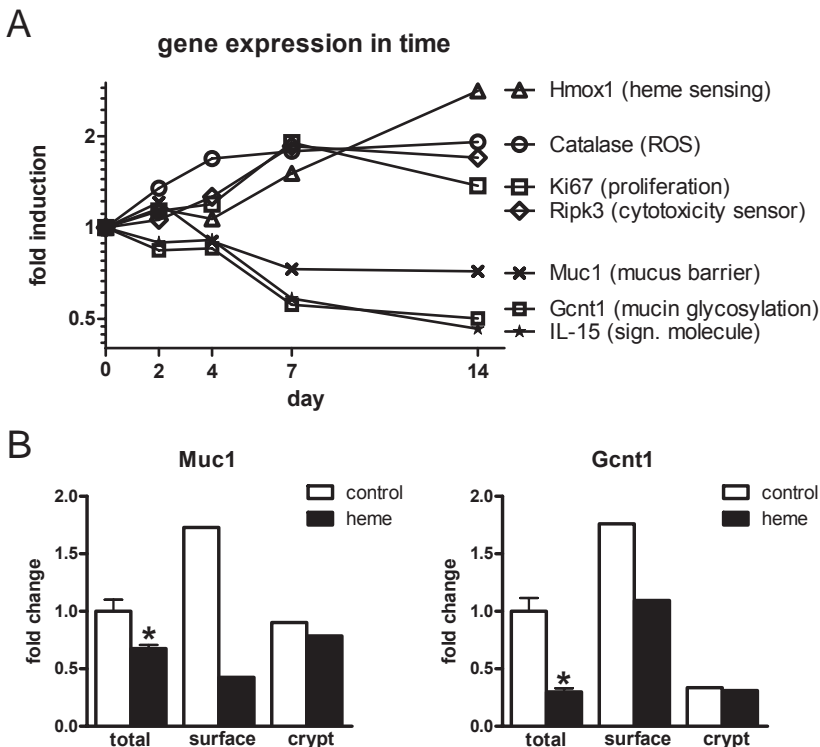 A
gene expression in time
fold induction
2
1
0.5
0 2 4 7 14
day
Hmox1 (heme sensing)
Catalase (ROS)
Ki67 (proliferation)
Ripk3 (cytotoxicity sensor)
Muc1 (mucus barrier)
Gcnt1 (mucin glycosylation)
IL-15 (sign. molecule)
B
Muc1
control
heme
fold change
2.0
1.5
1.0
0.5
0.0
*
total surface crypt
Gcnt1
control
heme
fold change
2.0
1.5
1.0
0.5
0.0
*
total surface crypt